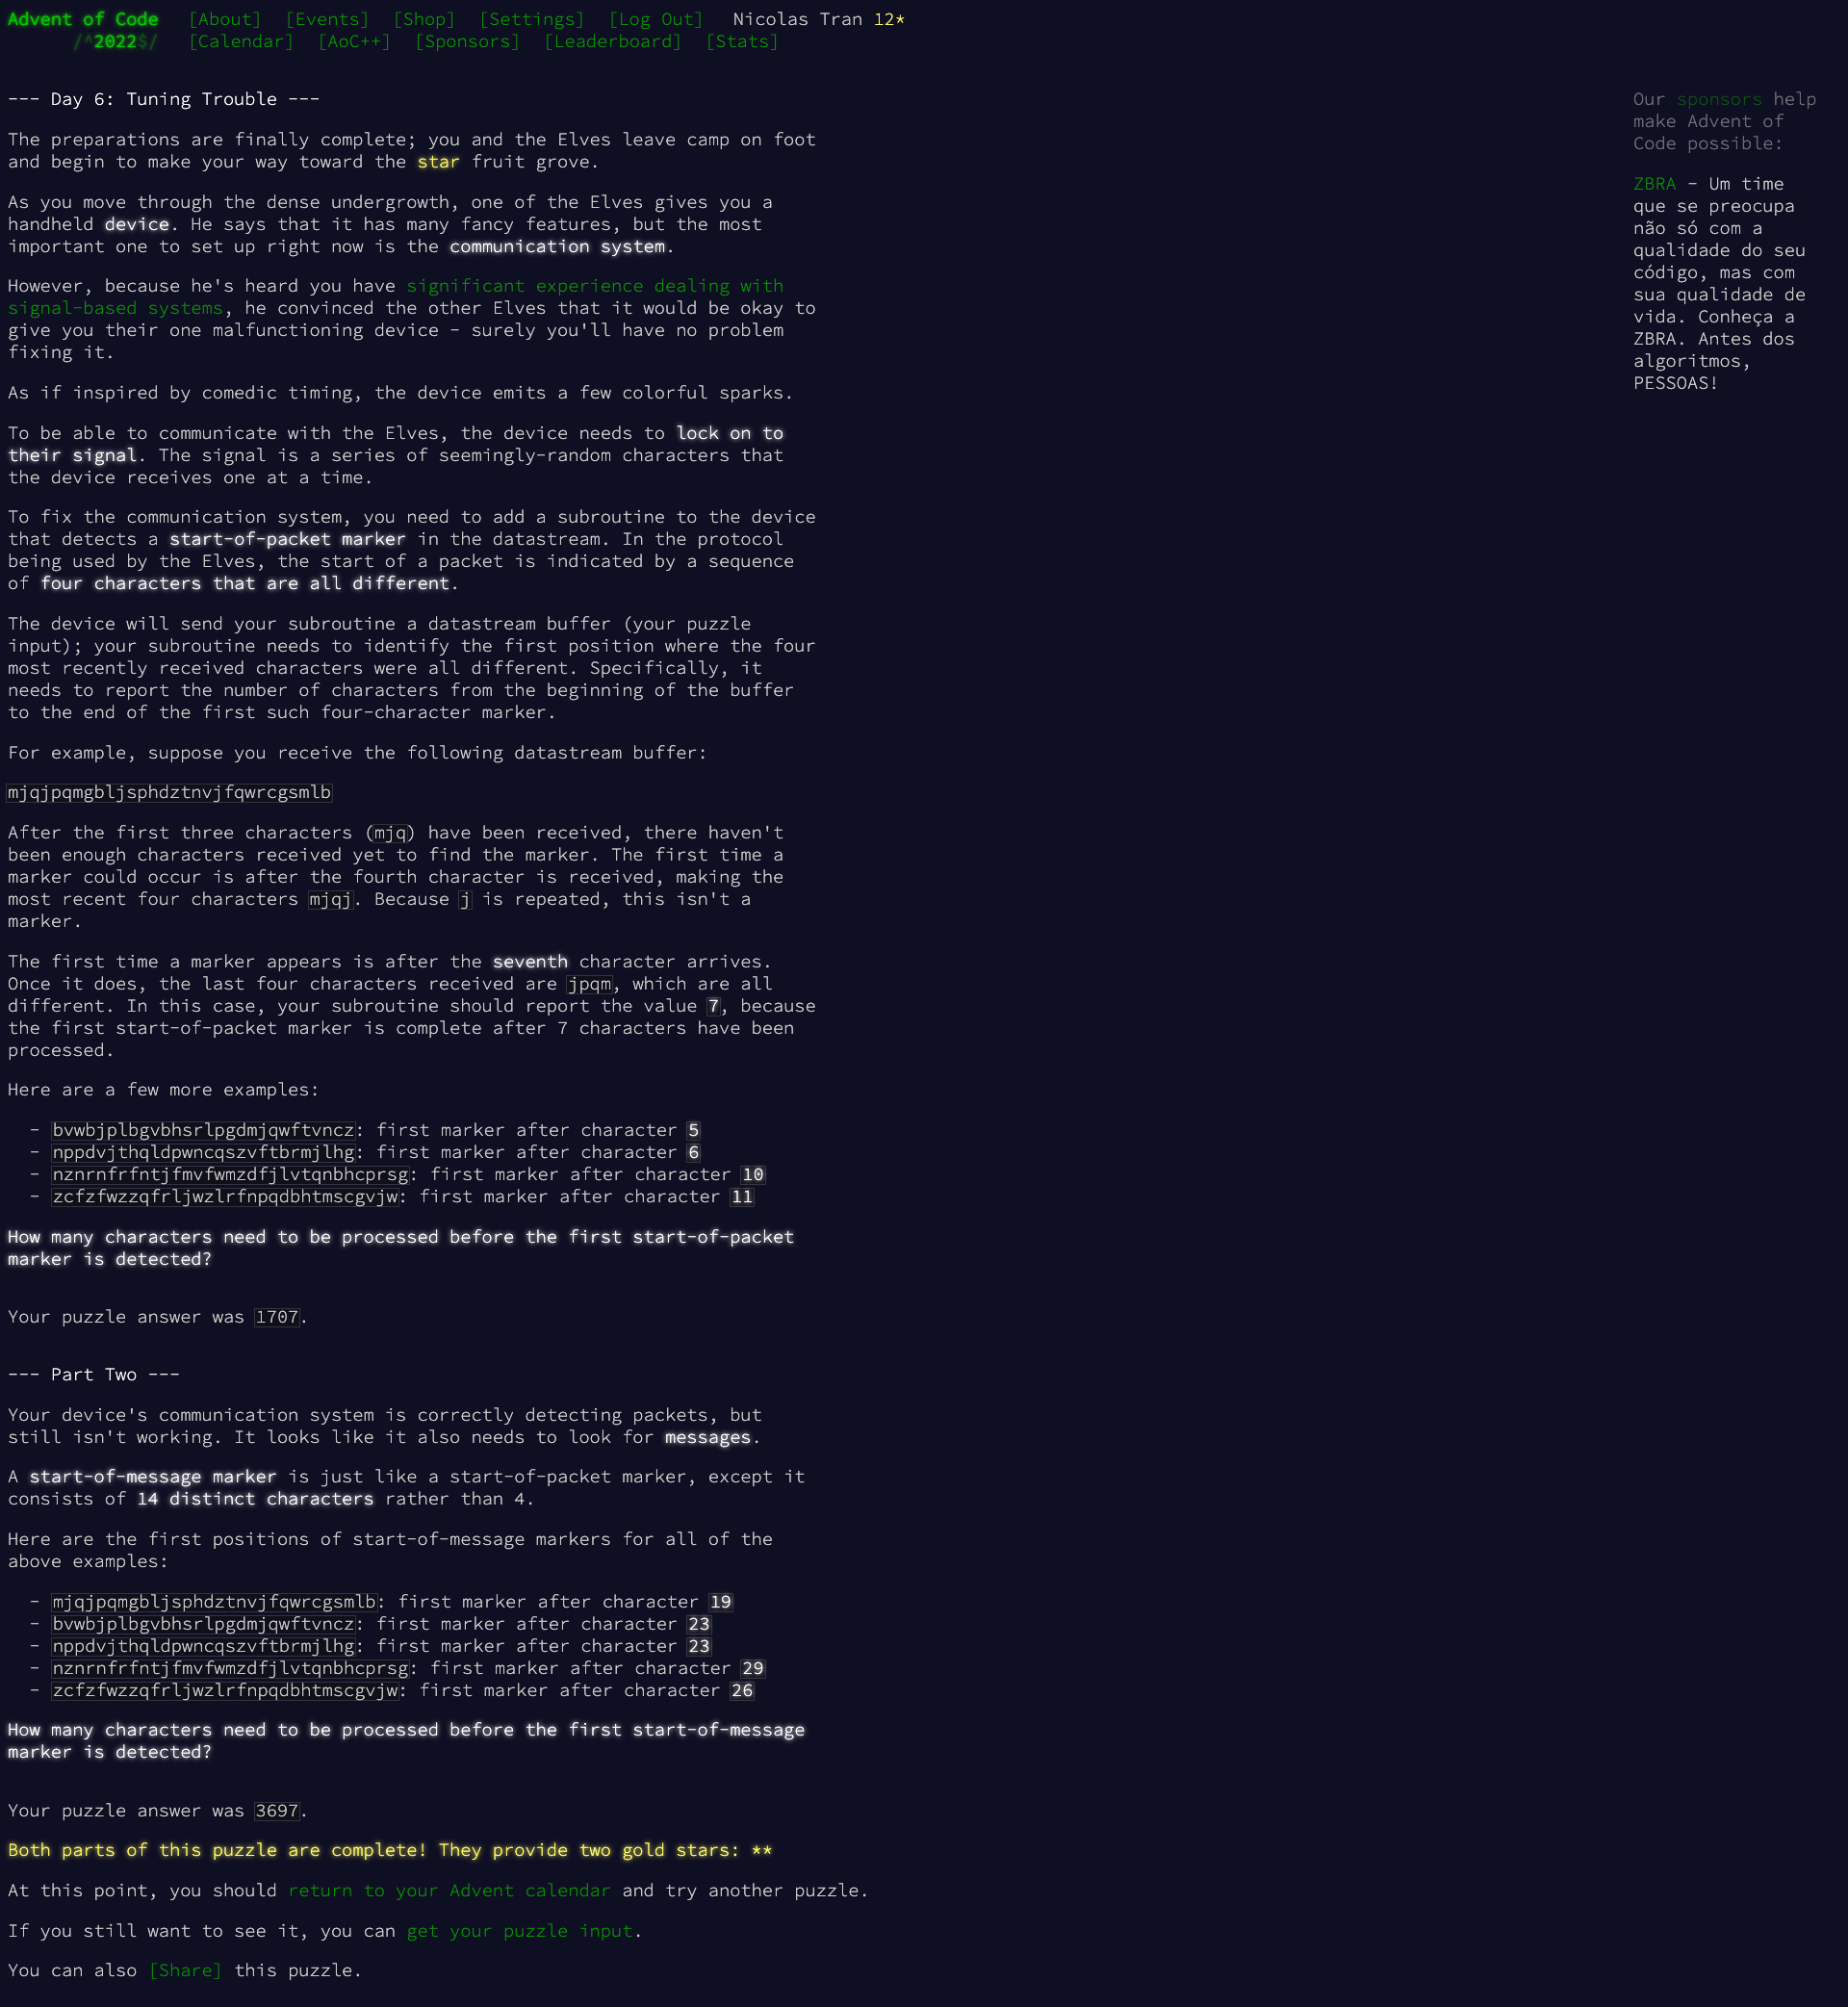 Advent of Code [About] [Events] [Shop] [Settings] [Log Out] Nicolas Tran 12*
/^2022$/ [Calendar] [AoC++] [Sponsors] [Leaderboard] [Stats]
--- Day 6: Tuning Trouble ---
The preparations are finally complete; you and the Elves leave camp on foot
and begin to make your way toward the star fruit grove.
As you move through the dense undergrowth, one of the Elves gives you a
handheld device. He says that it has many fancy features, but the most
important one to set up right now is the communication system.
However, because he's heard you have significant experience dealing with
signal-based systems, he convinced the other Elves that it would be okay to
give you their one malfunctioning device - surely you'll have no problem
fixing it.
As if inspired by comedic timing, the device emits a few colorful sparks.
To be able to communicate with the Elves, the device needs to lock on to
their signal. The signal is a series of seemingly-random characters that
the device receives one at a time.
To fix the communication system, you need to add a subroutine to the device
that detects a start-of-packet marker in the datastream. In the protocol
being used by the Elves, the start of a packet is indicated by a sequence
of four characters that are all different.
The device will send your subroutine a datastream buffer (your puzzle
input); your subroutine needs to identify the first position where the four
most recently received characters were all different. Specifically, it
needs to report the number of characters from the beginning of the buffer
to the end of the first such four-character marker.
For example, suppose you receive the following datastream buffer:
mjqjpqmgbljsphdztnvjfqwrcgsmlb
After the first three characters (mjq) have been received, there haven't
been enough characters received yet to find the marker. The first time a
marker could occur is after the fourth character is received, making the
most recent four characters mjqj. Because j is repeated, this isn't a
marker.
The first time a marker appears is after the seventh character arrives.
Once it does, the last four characters received are jpqm, which are all
different. In this case, your subroutine should report the value 7, because
the first start-of-packet marker is complete after 7 characters have been
processed.
Here are a few more examples:
- bvwbjplbgvbhsrlpgdmjqwftvncz: first marker after character 5
- nppdvjthqldpwncqszvftbrmjlhg: first marker after character 6
- nznrnfrfntjfmvfwmzdfjlvtqnbhcprsg: first marker after character 10
- zcfzfwzzqfrljwzlrfnpqdbhtmscgvjw: first marker after character 11
How many characters need to be processed before the first start-of-packet
marker is detected?
Your puzzle answer was 1707.
--- Part Two ---
Your device's communication system is correctly detecting packets, but
still isn't working. It looks like it also needs to look for messages.
A start-of-message marker is just like a start-of-packet marker, except it
consists of 14 distinct characters rather than 4.
Here are the first positions of start-of-message markers for all of the
above examples:
- mjqjpqmgbljsphdztnvjfqwrcgsmlb: first marker after character 19
- bvwbjplbgvbhsrlpgdmjqwftvncz: first marker after character 23
- nppdvjthqldpwncqszvftbrmjlhg: first marker after character 23
- nznrnfrfntjfmvfwmzdfjlvtqnbhcprsg: first marker after character 29
- zcfzfwzzqfrljwzlrfnpqdbhtmscgvjw: first marker after character 26
How many characters need to be processed before the first start-of-message
marker is detected?
Your puzzle answer was 3697.
Both parts of this puzzle are complete! They provide two gold stars: **
At this point, you should return to your Advent calendar and try another puzzle.
If you still want to see it, you can get your puzzle input.
You can also [Share] this puzzle.
Our sponsors help
make Advent of
Code possible:
ZBRA - Um time
que se preocupa
não só com a
qualidade do seu
código, mas com
sua qualidade de
vida. Conheça a
ZBRA. Antes dos
algoritmos,
PESSOAS!